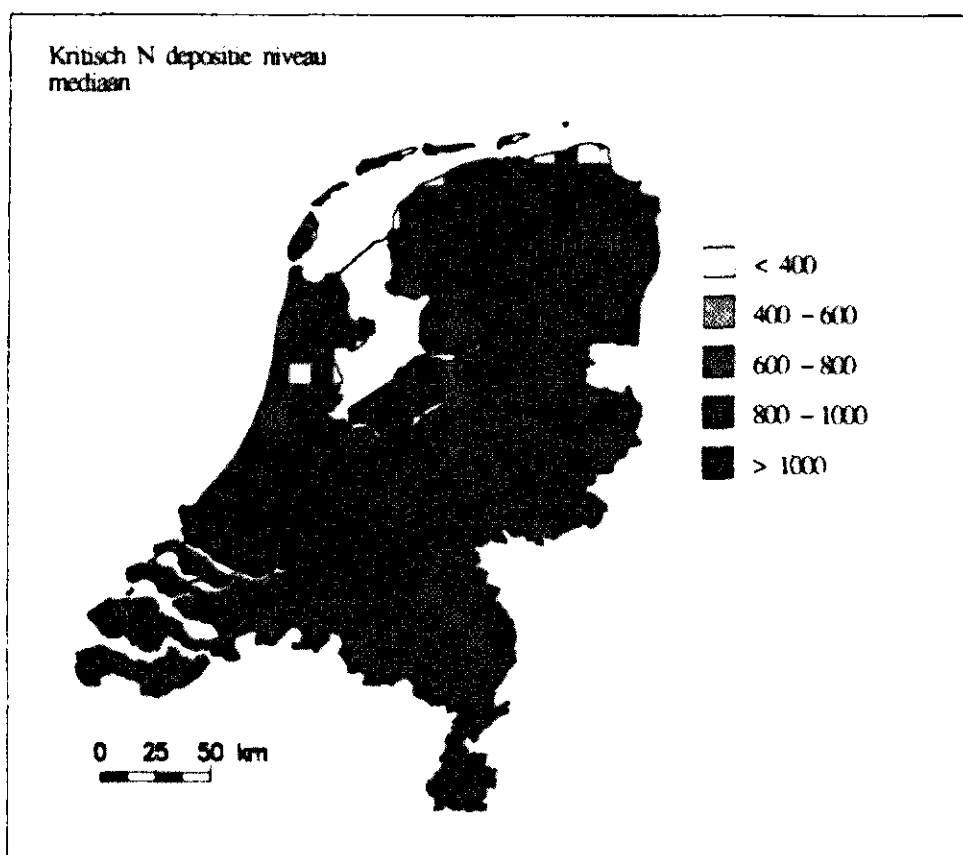 Kritisch N depositie niveau
mediaan
< 400
400 – 600
600 – 800
800 – 1000
> 1000
0 25 50 km